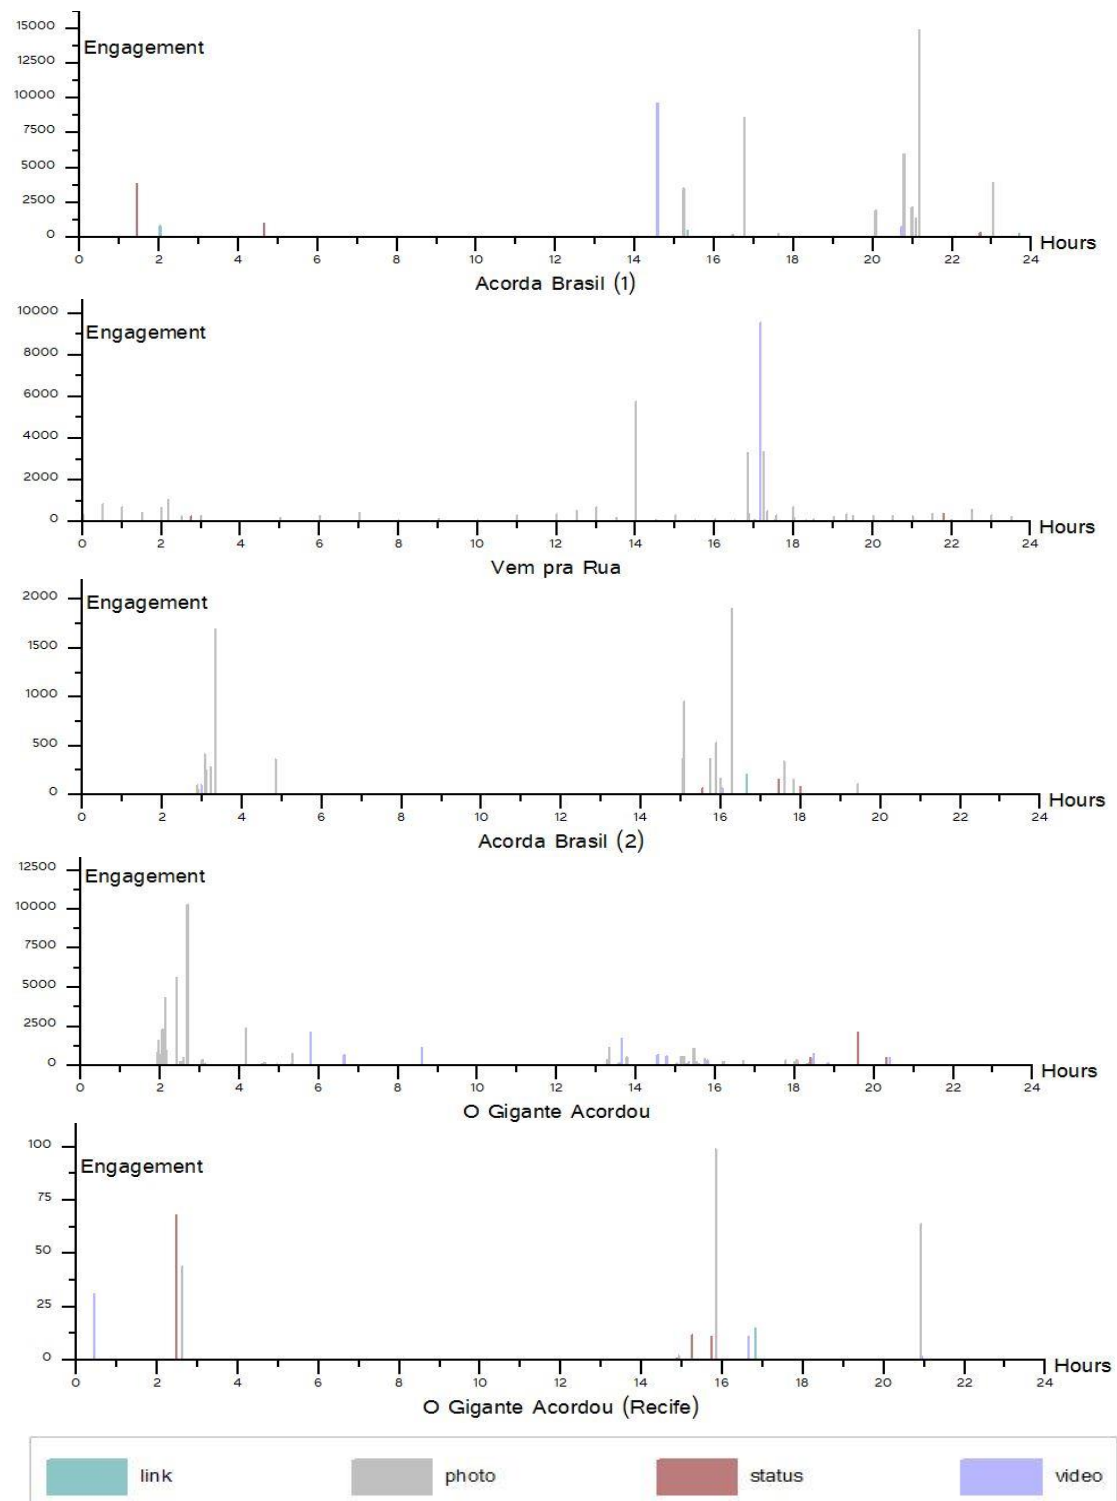 15000
Engagement
12500
10000
7500
5000
2500
0
0 2 4 6 8 10 12 14 16 18 20 22 24 Hours
Acorda Brasil (1)
10000
Engagement
8000
6000
4000
2000
0
0 2 4 6 8 10 12 14 16 18 20 22 24 Hours
Vem pra Rua
2000
Engagement
1500
1000
500
0
0 2 4 6 8 10 12 14 16 18 20 22 24 Hours
Acorda Brasil (2)
12500
Engagement
10000
7500
5000
2500
0
0 2 4 6 8 10 12 14 16 18 20 22 24 Hours
O Gigante Acordou
100
Engagement
75
50
25
0
0 2 4 6 8 10 12 14 16 18 20 22 24 Hours
O Gigante Acordou (Recife)
link photo status video